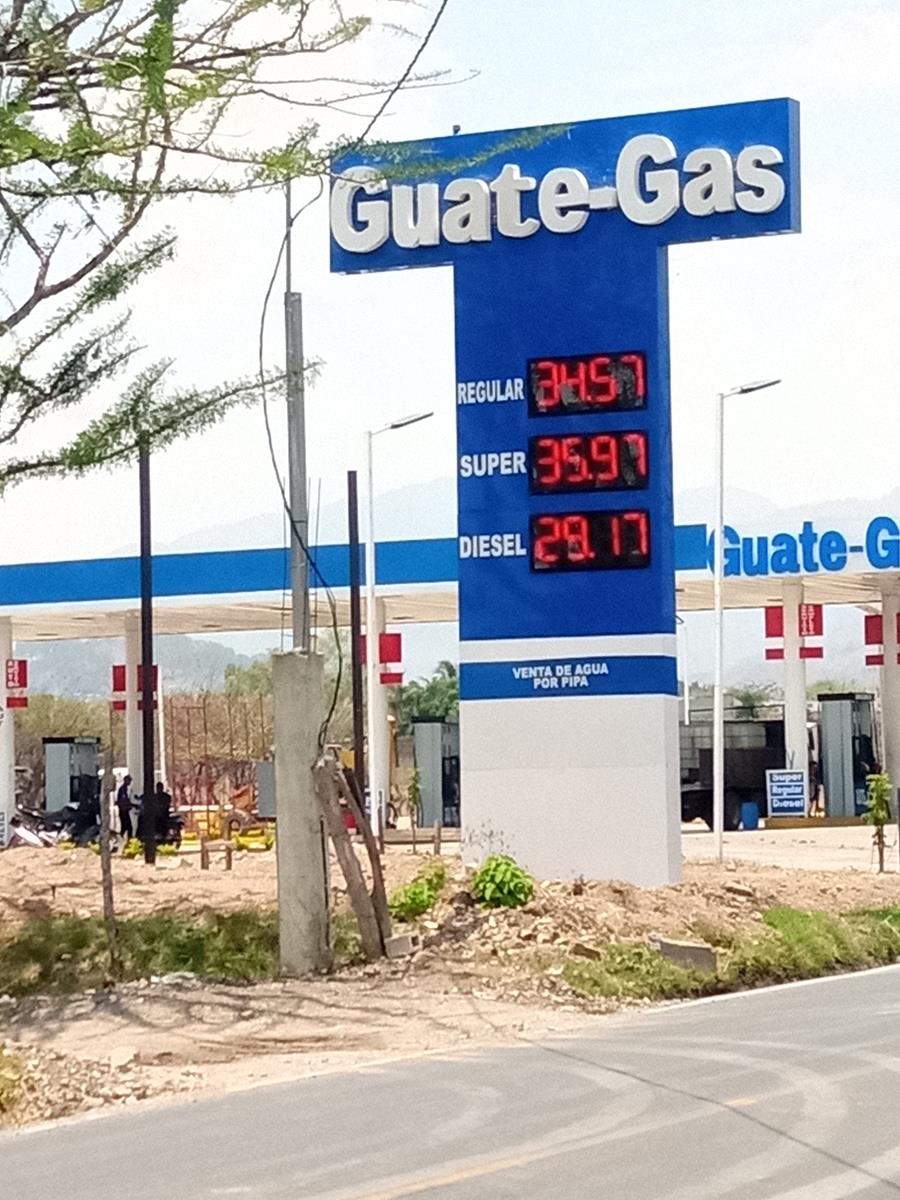 Guate-Gas
REGULAR 34.57
SUPER 35.97
DIESEL 29.17
Guate-G
VENTA DE AGUA
POR PIPA
Super
Regular
Diesel